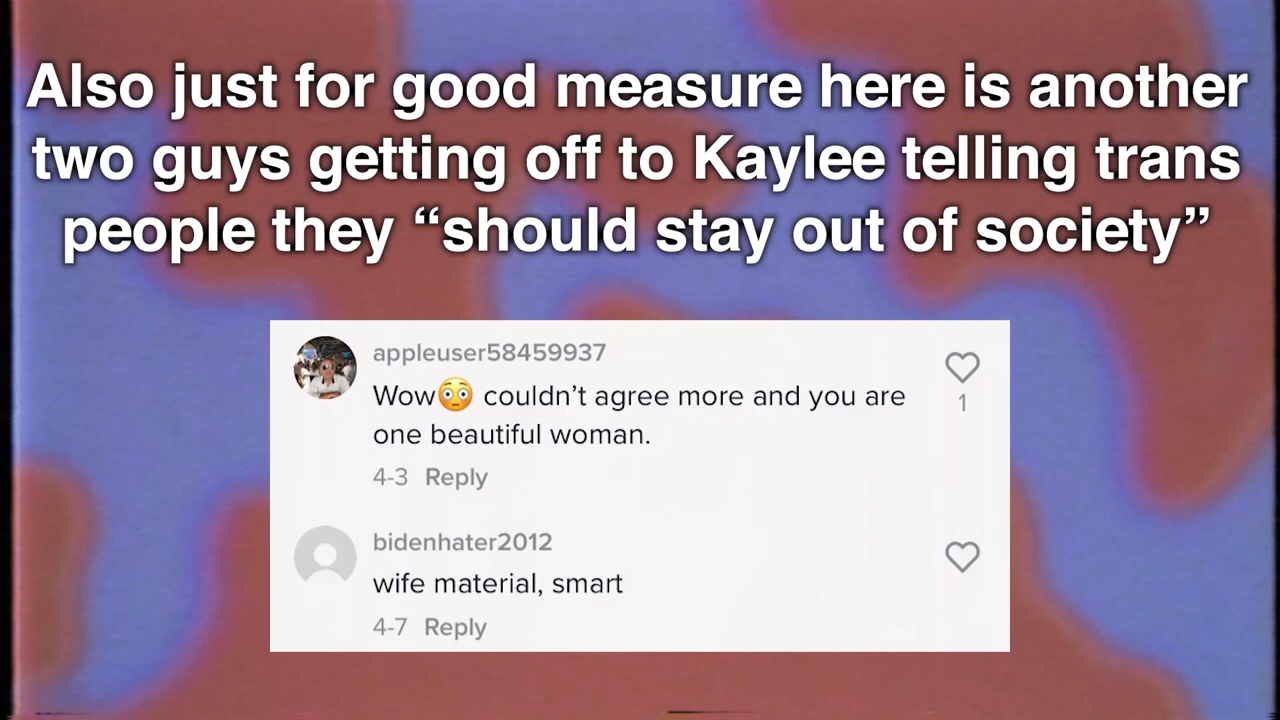 Also just for good measure here is another
two guys getting off to Kaylee telling trans
people they “should stay out of society”
appleuser58459937
Wow😳 couldn’t agree more and you are
one beautiful woman.
1
4-3 Reply
bidenhater2012
wife material, smart
4-7 Reply